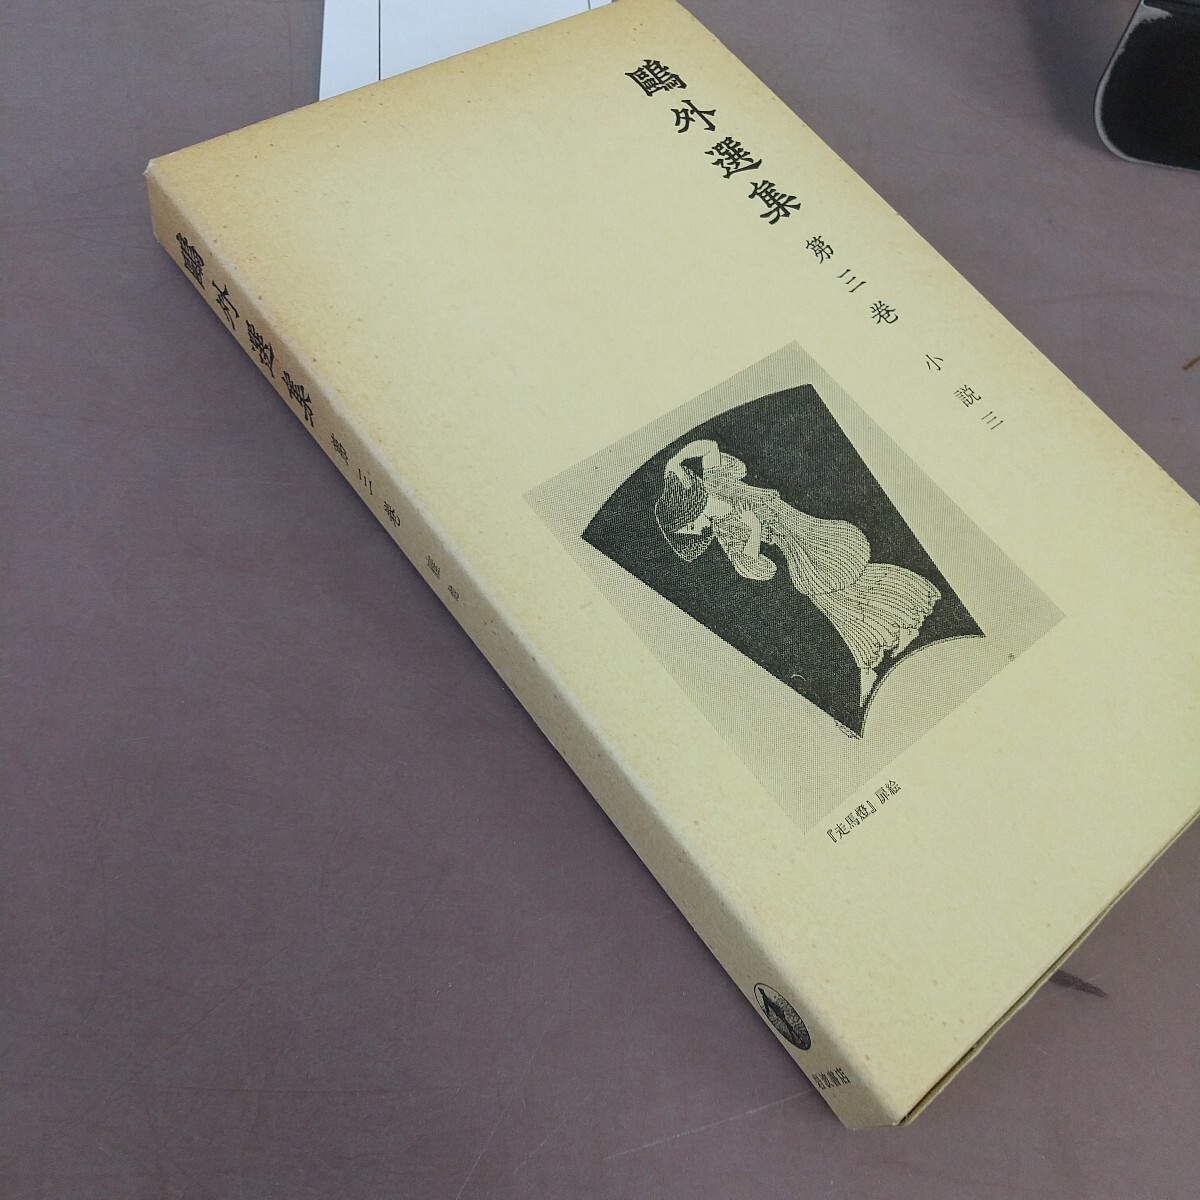 鷗外選集
第三巻
小説三
『走馬燈』扉絵
鷗外選集
第三巻
岩波書店